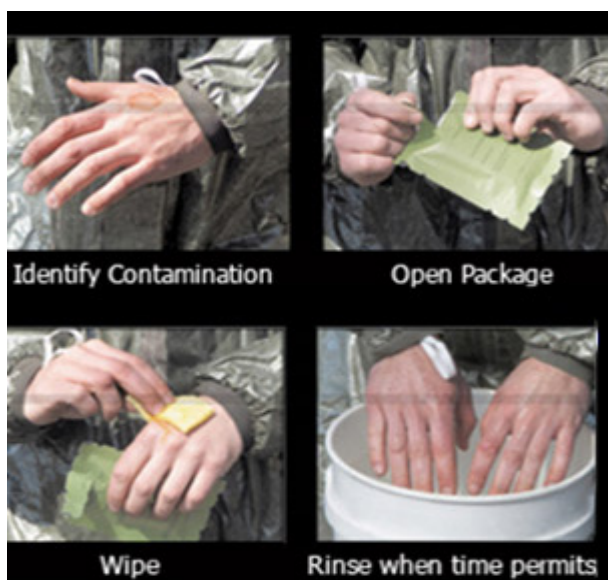 Identify Contamination
Open Package
Wipe
Rinse when time permits